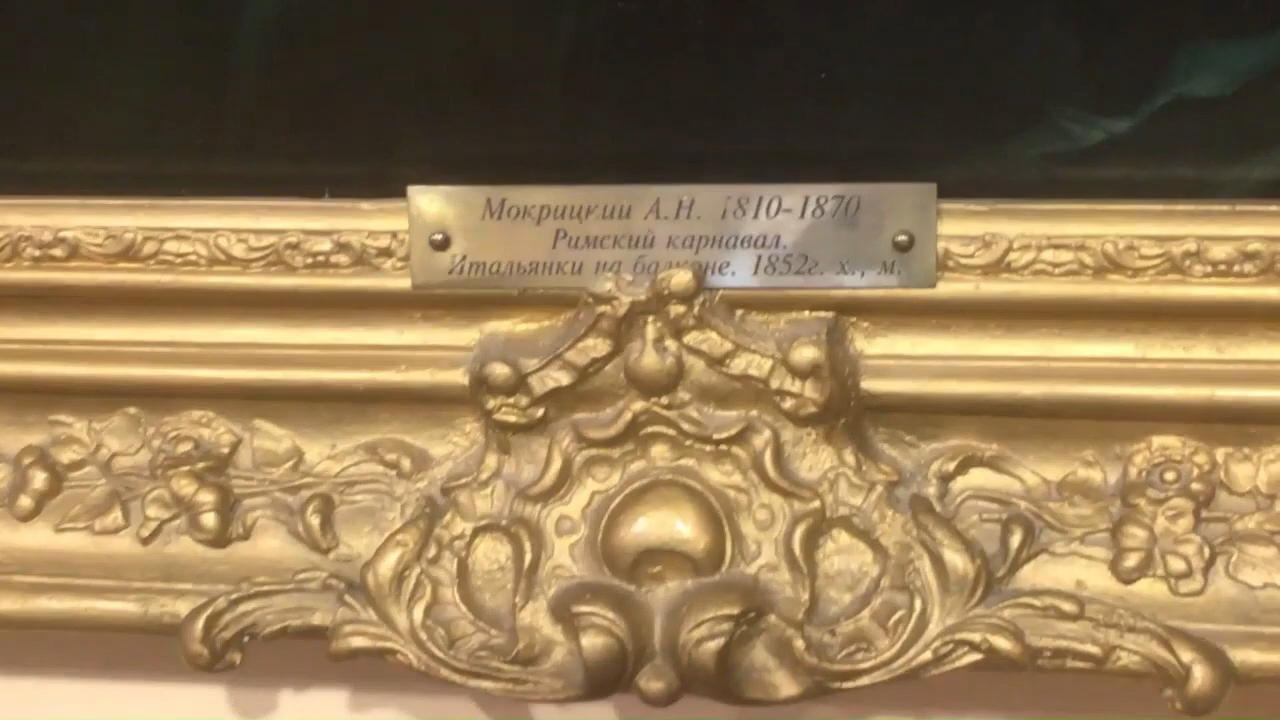 Мокрицкий А.Н. 1810-1870
Римский карнавал.
Итальянки на балконе. 1852г. х., м.